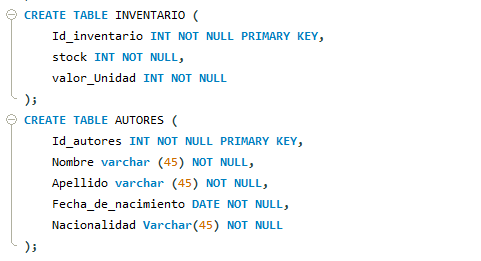 CREATE TABLE INVENTARIO (
Id_inventario INT NOT NULL PRIMARY KEY,
stock INT NOT NULL,
valor_Unidad INT NOT NULL
);
CREATE TABLE AUTORES (
Id_autores INT NOT NULL PRIMARY KEY,
Nombre varchar (45) NOT NULL,
Apellido varchar (45) NOT NULL,
Fecha_de_nacimiento DATE NOT NULL,
Nacionalidad Varchar(45) NOT NULL
);